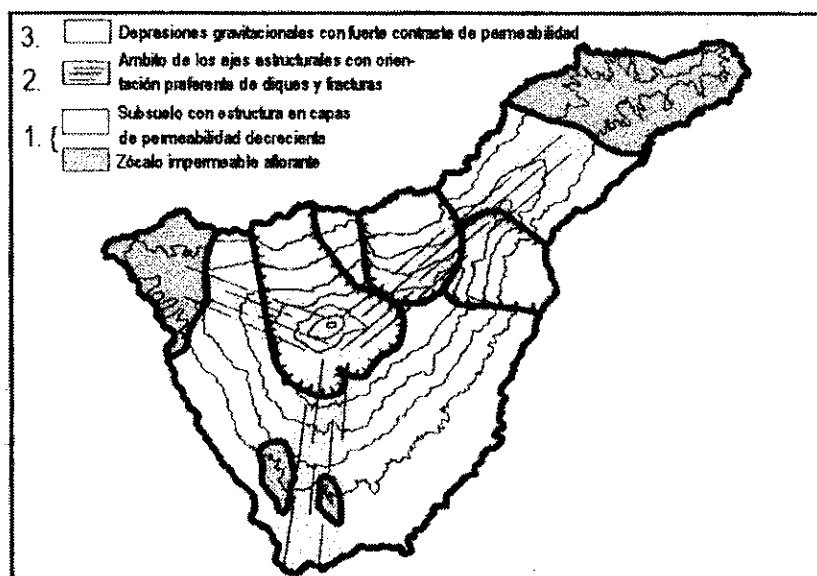 3. Depresiones gravitacionales con fuerte contraste de permeabilidad
2. Ambito de los ejes estructurales con orien-
tación preferente de diques y fracturas
1. { Subsuelo con estructura en capas
de permeabilidad decreciente
Zócalo impermeable aflorante